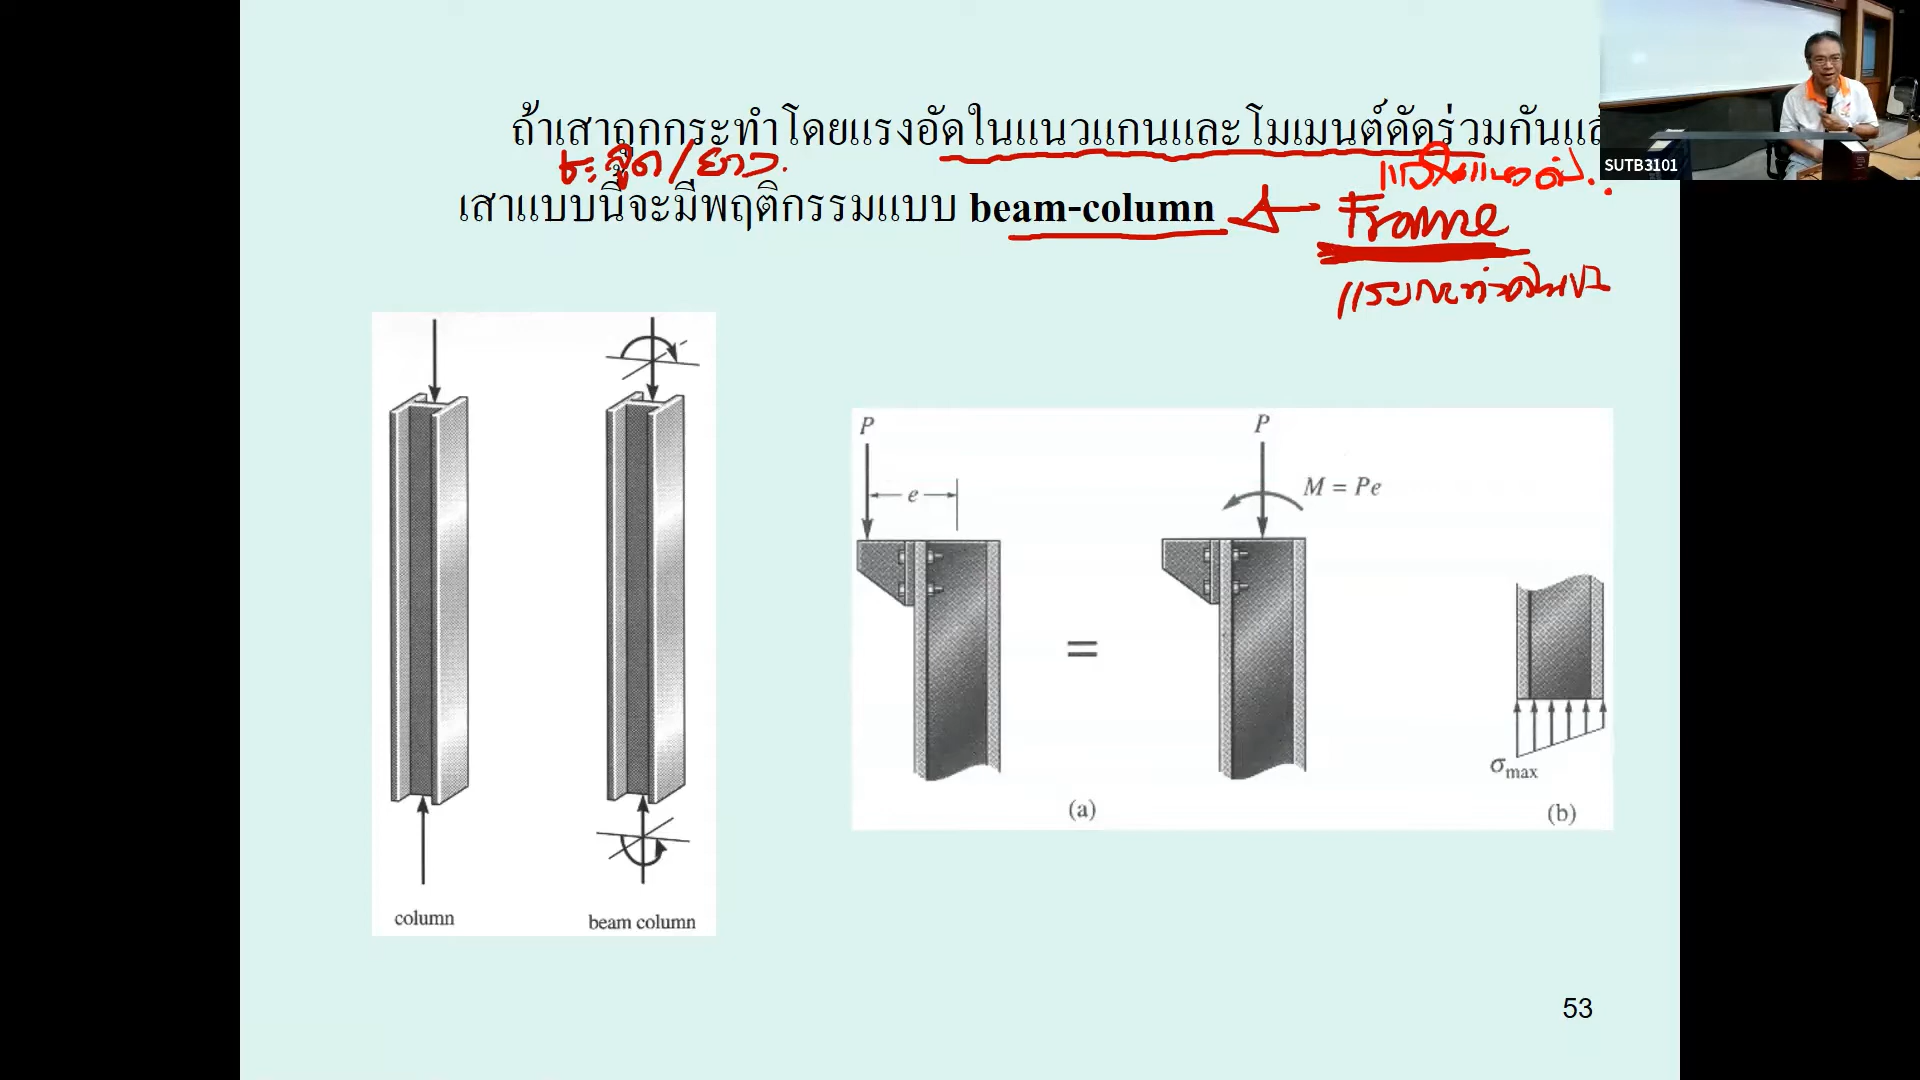 ถ้าเสาถูกกระทำโดยแรงอัดในแนวแกนและโมเมนต์ดัดร่วมกันแล้ว
เสาแบบนี้จะมีพฤติกรรมแบบ beam-column
Frame
SUTB3101
column
beam column
P
e
P
M = Pe
=
σmax
(a)
(b)
53